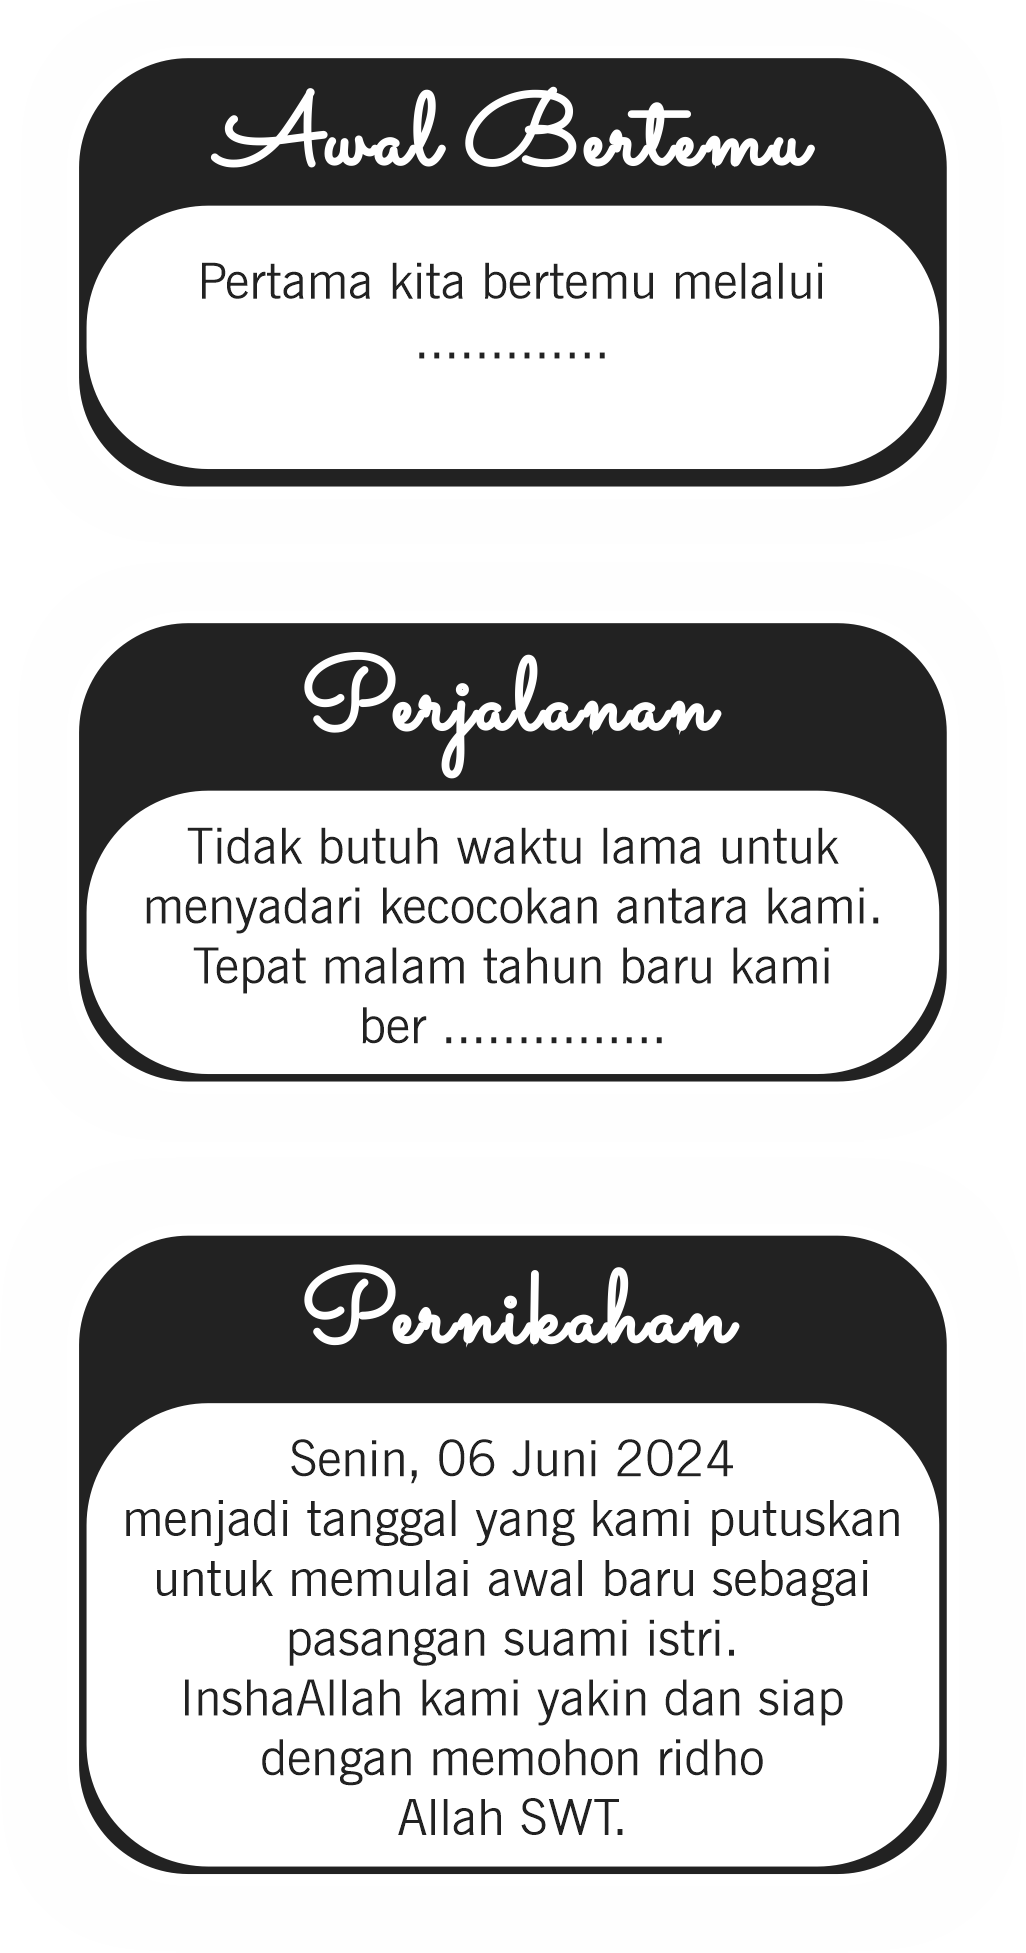 Awal Bertemu
Pertama kita bertemu melalui
.............
Perjalanan
Tidak butuh waktu lama untuk
menyadari kecocokan antara kami.
Tepat malam tahun baru kami
ber ...............
Pernikahan
Senin, 06 Juni 2024
menjadi tanggal yang kami putuskan
untuk memulai awal baru sebagai
pasangan suami istri.
InshaAllah kami yakin dan siap
dengan memohon ridho
Allah SWT.